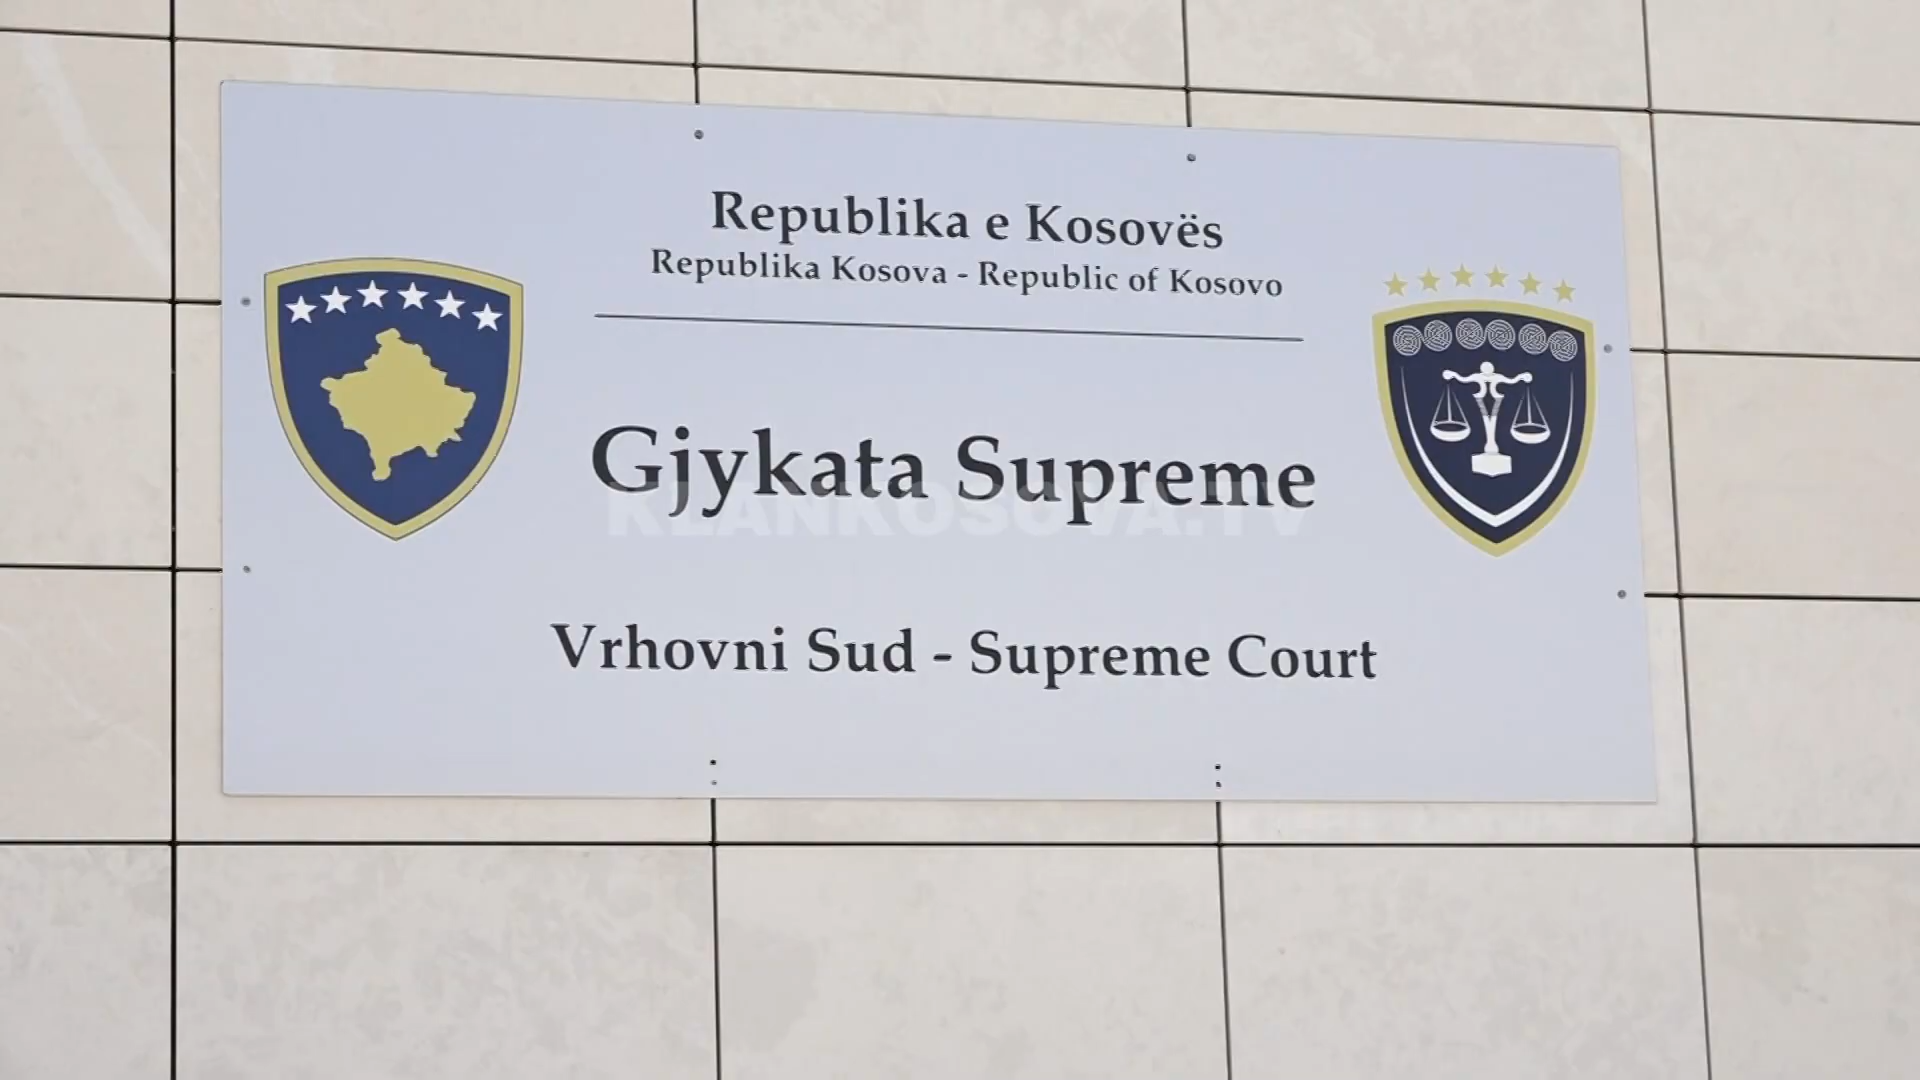 Republika e Kosovës
Republika Kosova - Republic of Kosovo
Gjykata Supreme
KLANKOSOVA.TV
Vrhovni Sud - Supreme Court